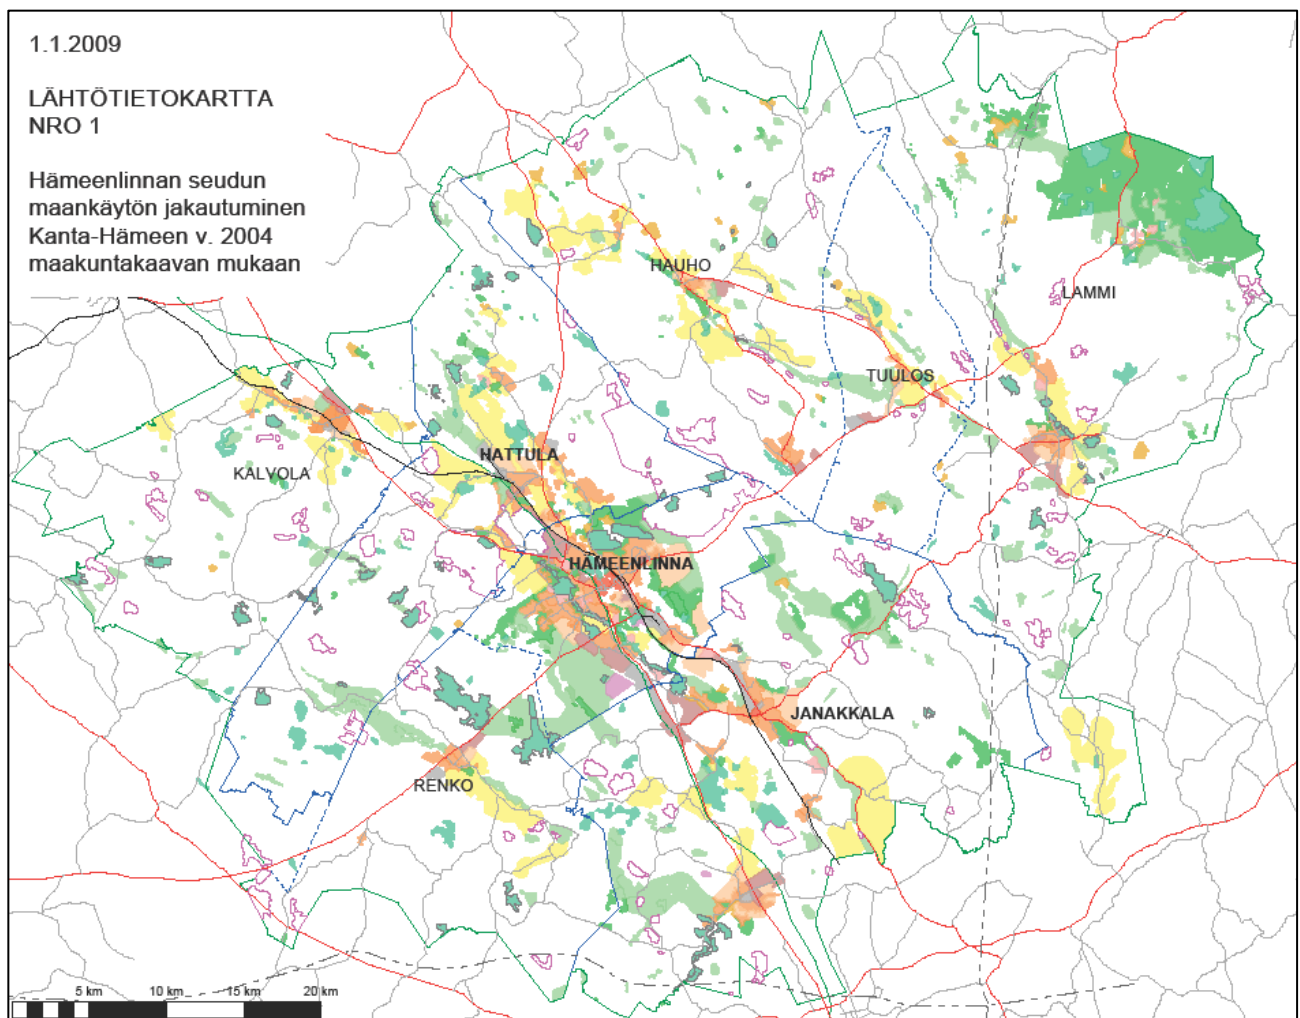 1.1.2009
LÄHTÖTIETOKARTTA
NRO 1
Hämeenlinnan seudun
maankäytön jakautuminen
Kanta-Hämeen v. 2004
maakuntakaavan mukaan
HAUHO
LAMMI
TUULOS
HATTULA
KALVOLA
HÄMEENLINNA
JANAKKALA
RENKO
5 km 10 km 15 km 20 km